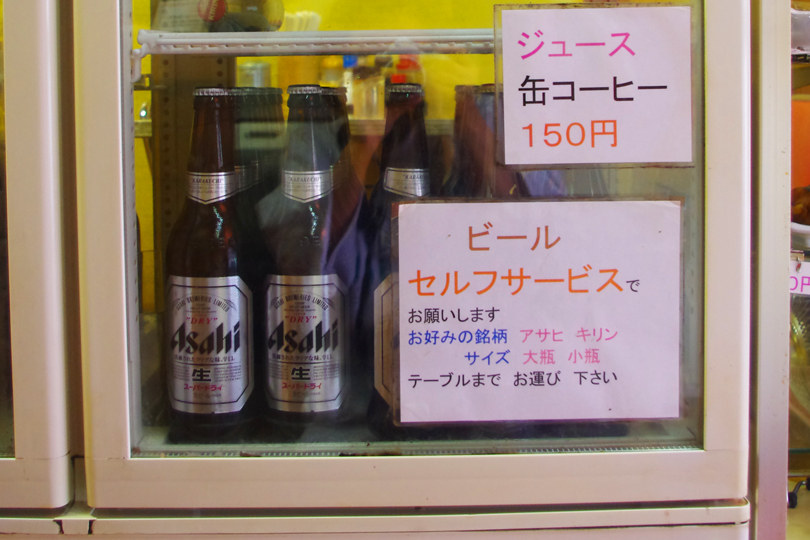 ジュース
缶コーヒー
150円
ビール
セルフサービスで
お願いします
お好みの銘柄 アサヒ キリン
サイズ 大瓶 小瓶
テーブルまで お運び 下さい
"DRY"
Asahi
生
スーパードライ
"DRY"
Asahi
生
スーパードライ
0円